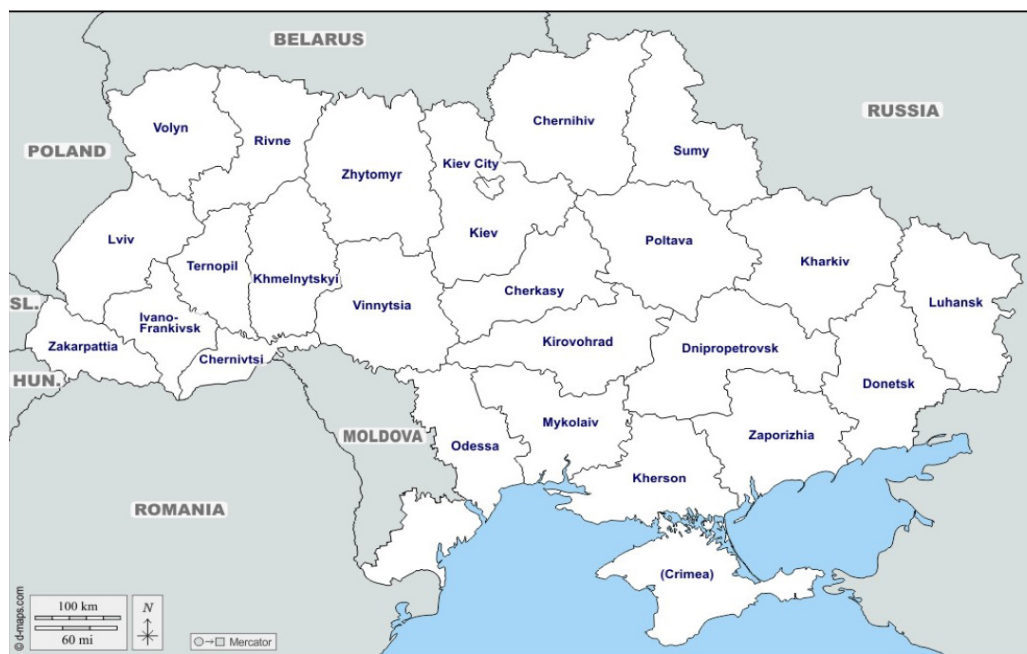 BELARUS
RUSSIA
POLAND
Volyn
Rivne
Zhytomyr
Kiev City
Chernihiv
Sumy
Lviv
Ternopil
Khmelnytskyi
Kiev
Poltava
Kharkiv
Luhansk
Vinnytsia
Cherkasy
SL.
Ivano-
Frankivsk
Zakarpattia
Chernivtsi
Kirovohrad
Dnipropetrovsk
Donetsk
HUN.
MOLDOVA
Odessa
Mykolaiv
Zaporizhia
Kherson
ROMANIA
(Crimea)
© d-maps.com
100 km
60 mi
N
Mercator